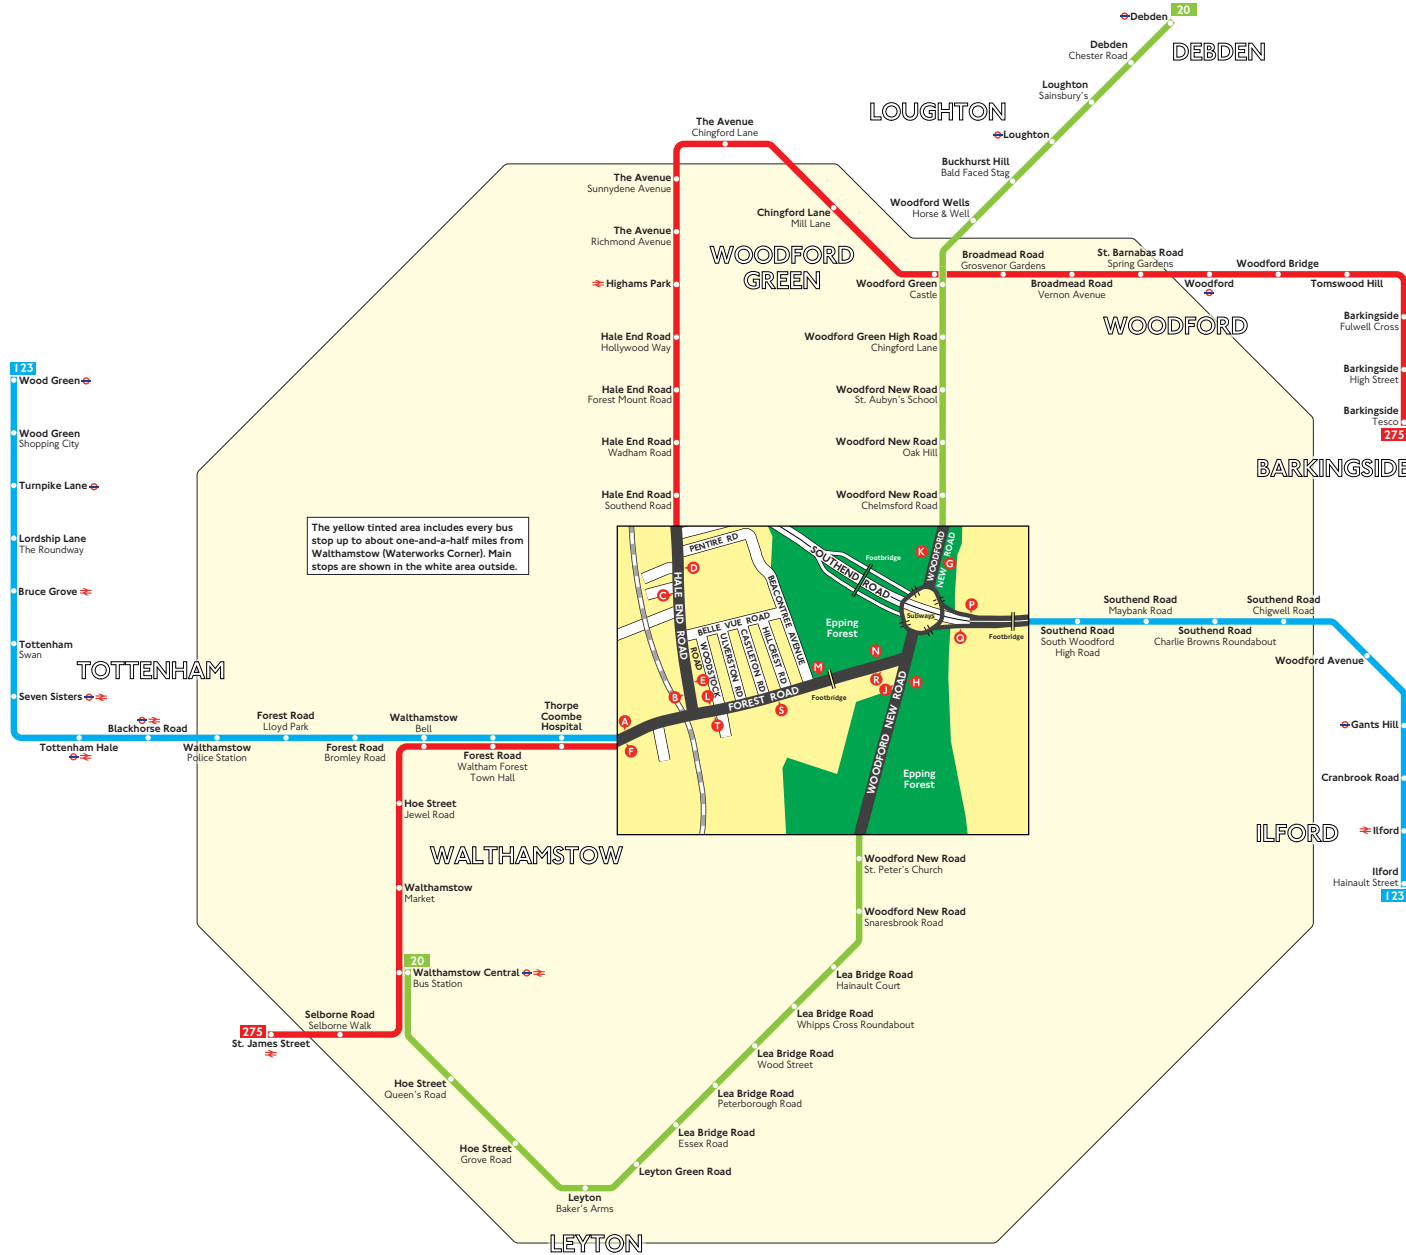 20
Debden
DEBDEN
Debden
Chester Road
Loughton
Sainsbury's
LOUGHTON
Loughton
Buckhurst Hill
Bald Faced Stag
Woodford Wells
Horse & Well
The Avenue
Chingford Lane
The Avenue
Sunnydene Avenue
Chingford Lane
Mill Lane
The Avenue
Richmond Avenue
WOODFORD
GREEN
Highams Park
Woodford Green
Castle
Broadmead Road
Grosvenor Gardens
Broadmead Road
Vernon Avenue
St. Barnabas Road
Spring Gardens
Woodford
Woodford Bridge
Tomswood Hill
WOODFORD
Barkingside
Fulwell Cross
Barkingside
High Street
Barkingside
Tesco
275
BARKINGSIDE
Hale End Road
Hollywood Way
Hale End Road
Forest Mount Road
Hale End Road
Wadham Road
Hale End Road
Southend Road
Woodford Green High Road
Chingford Lane
Woodford New Road
St. Aubyn's School
Woodford New Road
Oak Hill
Woodford New Road
Chelmsford Road
123
Wood Green
Wood Green
Shopping City
Turnpike Lane
Lordship Lane
The Roundway
Bruce Grove
Tottenham
Swan
TOTTENHAM
Seven Sisters
Tottenham Hale
Blackhorse Road
Walthamstow
Police Station
Forest Road
Lloyd Park
Forest Road
Bromley Road
Walthamstow
Bell
Forest Road
Waltham Forest
Town Hall
Thorpe
Coombe
Hospital
The yellow tinted area includes every bus
stop up to about one-and-a-half miles from
Walthamstow (Waterworks Corner). Main
stops are shown in the white area outside.
PENTIRE RD
HALE END ROAD
BEACONTREE AVENUE
BELLE VUE ROAD
WOODSTOCK
ROAD
ULVERSTON RD
CASTLETON RD
HILLCREST RD
FOREST ROAD
SOUTHEND ROAD
Footbridge
WOODFORD
NEW ROAD
Subways
Footbridge
Footbridge
Epping
Forest
WOODFORD NEW ROAD
Epping
Forest
A
B
C
D
E
F
G
H
J
K
L
M
N
P
Q
R
S
T
Southend Road
South Woodford
High Road
Southend Road
Maybank Road
Southend Road
Charlie Browns Roundabout
Southend Road
Chigwell Road
Woodford Avenue
Gants Hill
Cranbrook Road
ILFORD
Ilford
Ilford
Hainault Street
123
Hoe Street
Jewel Road
WALTHAMSTOW
Walthamstow
Market
20
Walthamstow Central
Bus Station
Selborne Road
Selborne Walk
275
St. James Street
Hoe Street
Queen's Road
Hoe Street
Grove Road
Leyton
Baker's Arms
LEYTON
Leyton Green Road
Lea Bridge Road
Essex Road
Lea Bridge Road
Peterborough Road
Lea Bridge Road
Wood Street
Lea Bridge Road
Whipps Cross Roundabout
Lea Bridge Road
Hainault Court
Woodford New Road
Snaresbrook Road
Woodford New Road
St. Peter's Church